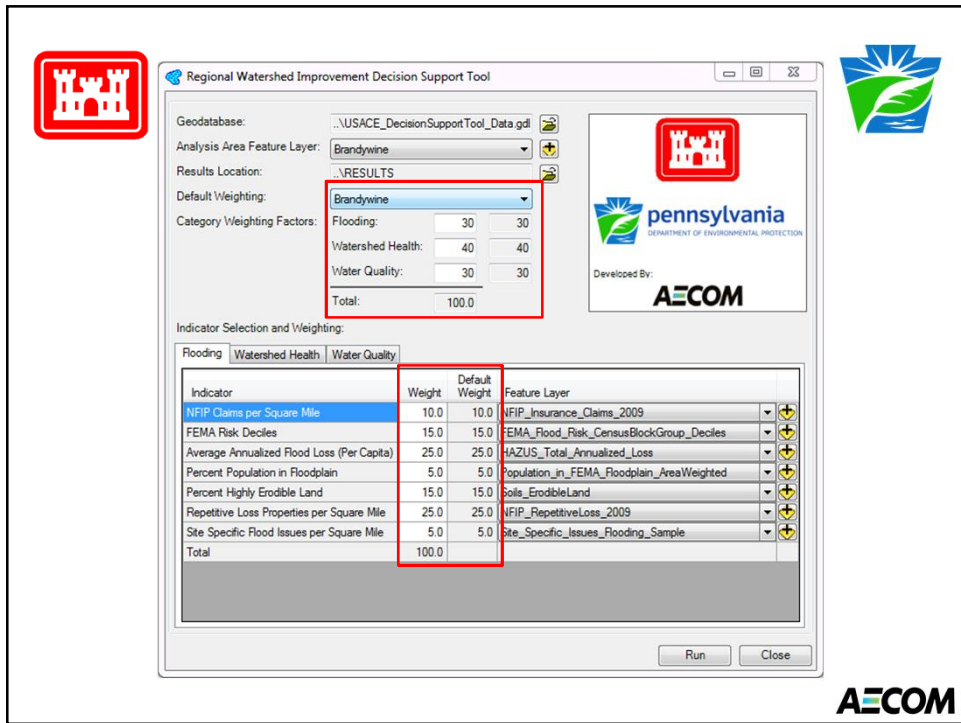 Regional Watershed Improvement Decision Support Tool
Geodatabase: ..\USACE_DecisionSupportTool_Data.gdl
Analysis Area Feature Layer: Brandywine
Results Location: ..\RESULTS
Default Weighting: Brandywine
Category Weighting Factors: Flooding: 30 30
Watershed Health: 40 40
Water Quality: 30 30
Total: 100.0
pennsylvania
DEPARTMENT OF ENVIRONMENTAL PROTECTION
Developed By:
AECOM
Indicator Selection and Weighting:
Flooding Watershed Health Water Quality
Indicator Weight Default Weight Feature Layer
NFIP Claims per Square Mile 10.0 10.0 NFIP_Insurance_Claims_2009
FEMA Risk Deciles 15.0 15.0 FEMA_Flood_Risk_CensusBlockGroup_Deciles
Average Annualized Flood Loss (Per Capita) 25.0 25.0 HAZUS_Total_Annualized_Loss
Percent Population in Floodplain 5.0 5.0 Population_in_FEMA_Floodplain_AreaWeighted
Percent Highly Erodible Land 15.0 15.0 Soils_ErodibleLand
Repetitive Loss Properties per Square Mile 25.0 25.0 NFIP_RepetitiveLoss_2009
Site Specific Flood Issues per Square Mile 5.0 5.0 Site_Specific_Issues_Flooding_Sample
Total 100.0
Run Close
AECOM